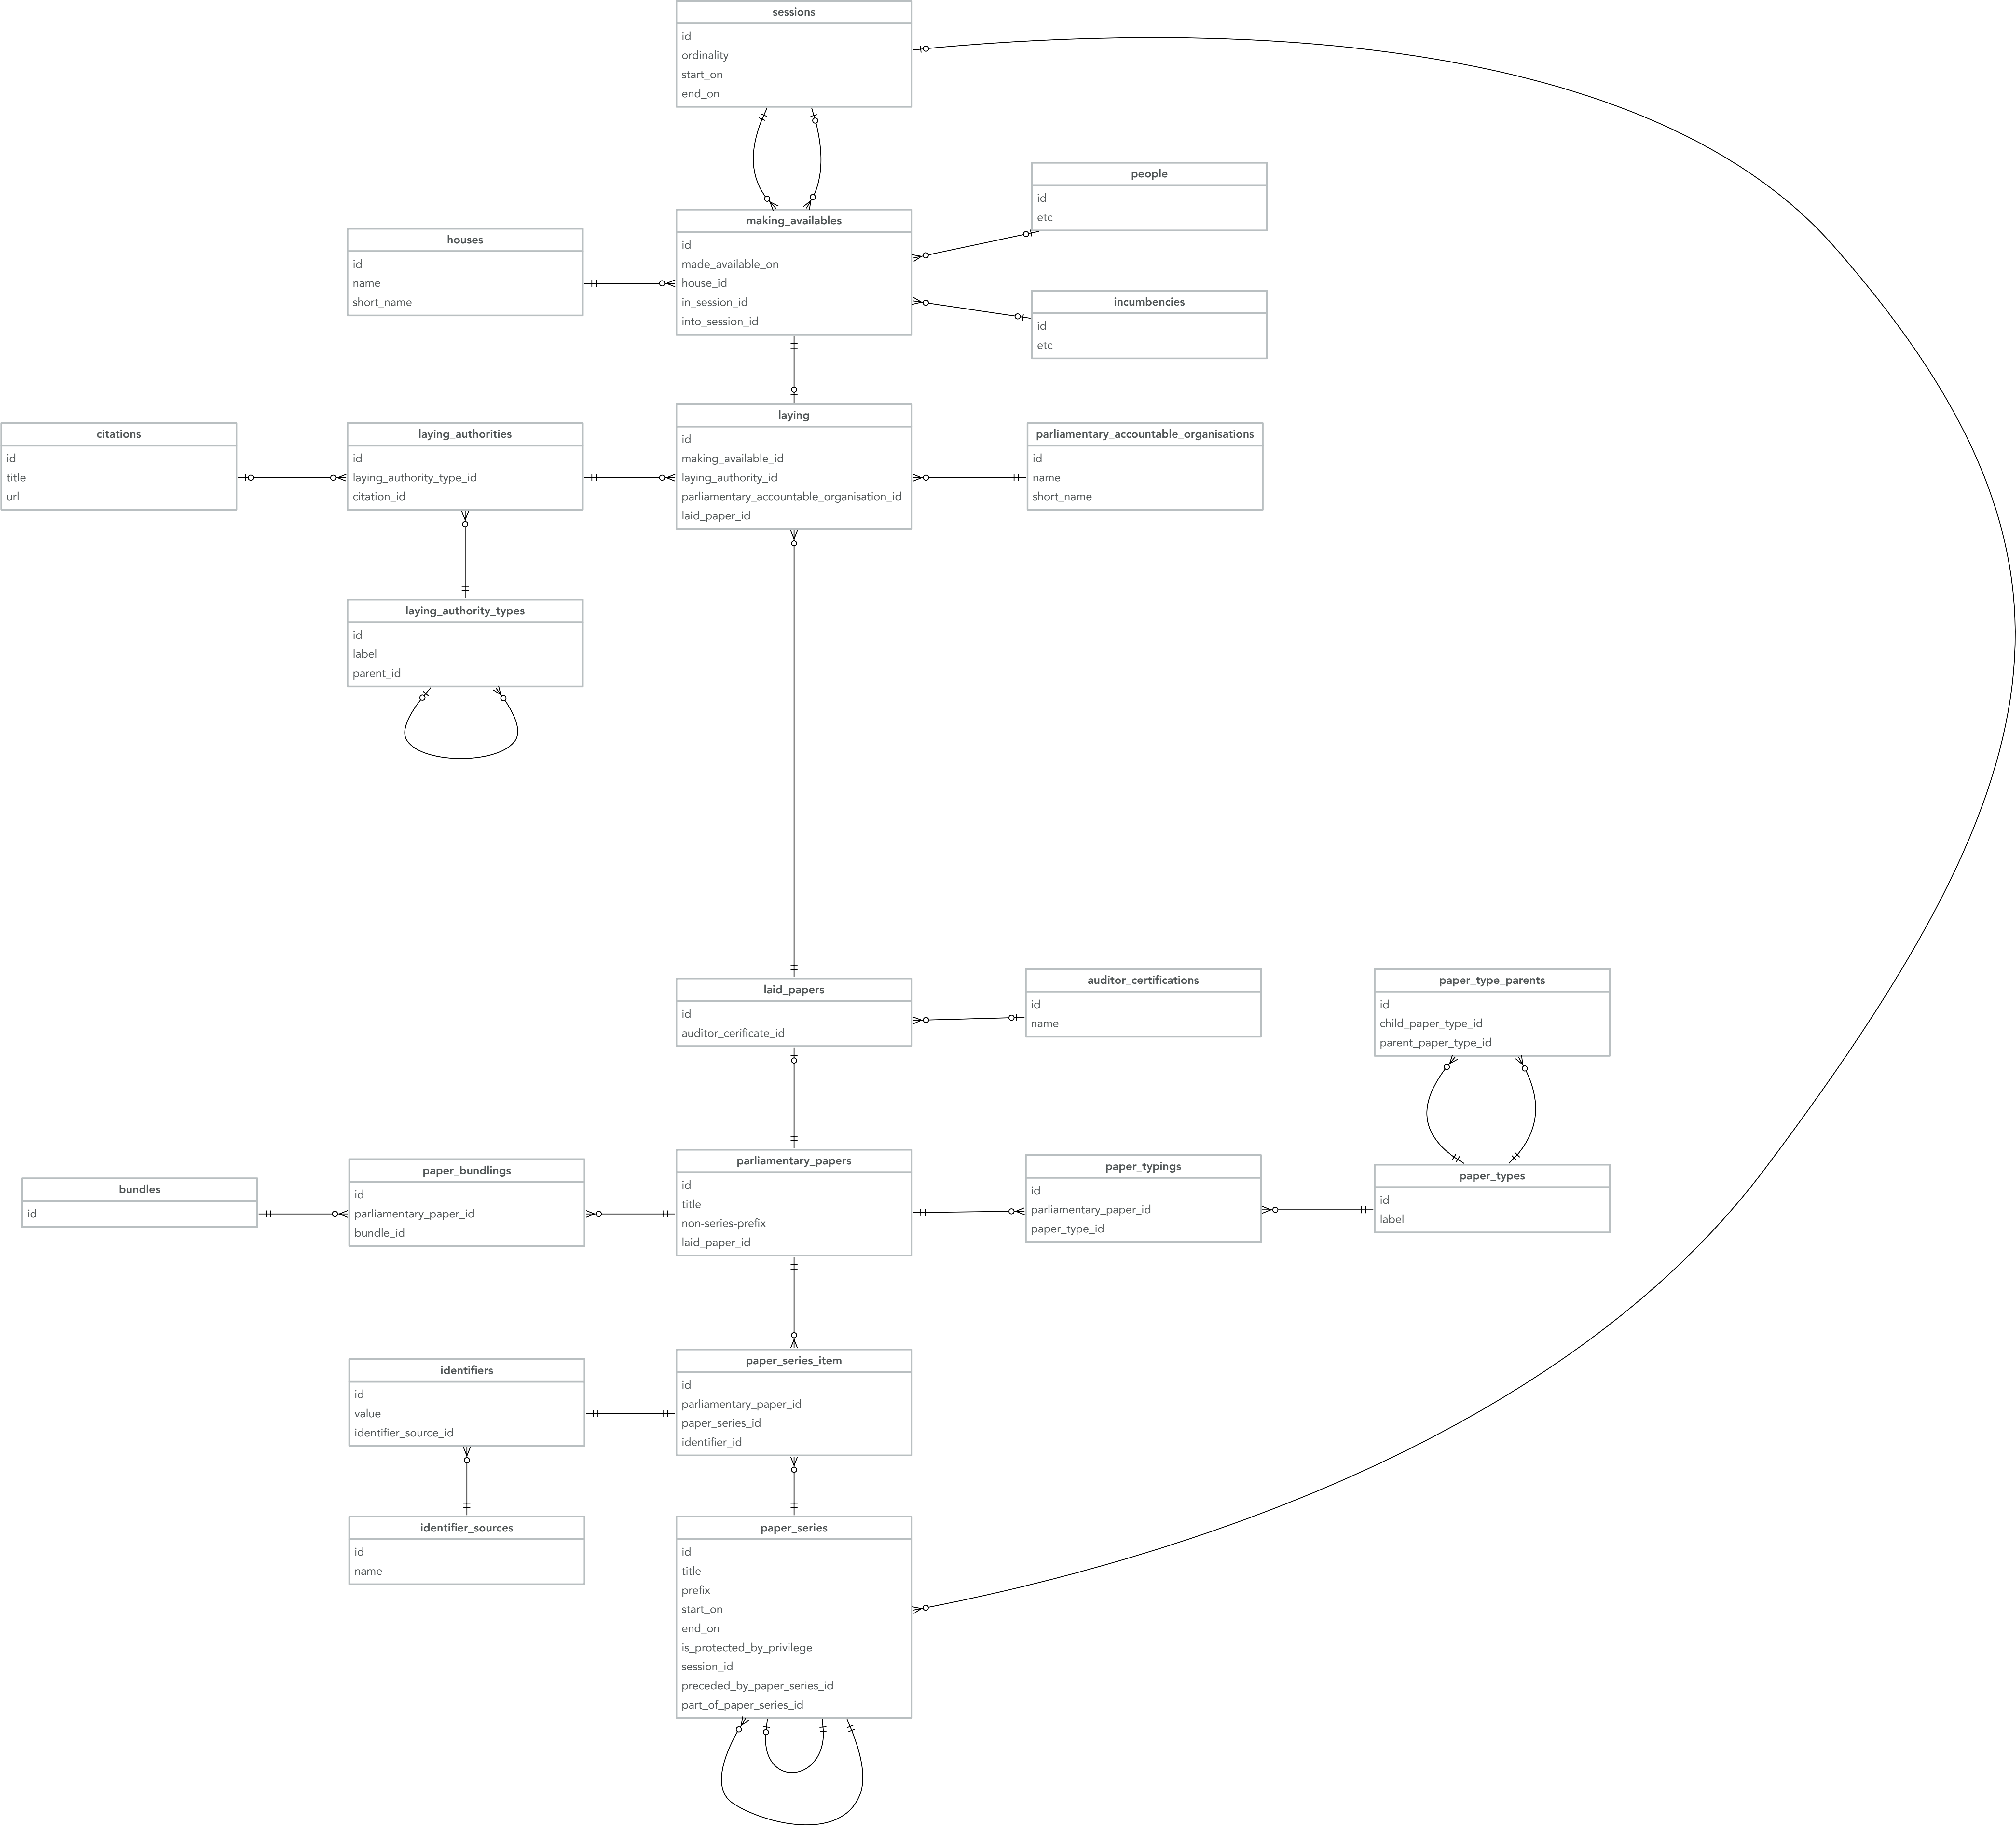 sessions
id
ordinality
start_on
end_on
people
id
etc
making_availables
id
made_available_on
house_id
in_session_id
into_session_id
houses
id
name
short_name
incumbencies
id
etc
laying
id
making_available_id
laying_authority_id
parliamentary_accountable_organisation_id
laid_paper_id
citations
id
title
url
laying_authorities
id
laying_authority_type_id
citation_id
parliamentary_accountable_organisations
id
name
short_name
laying_authority_types
id
label
parent_id
laid_papers
id
auditor_cerificate_id
auditor_certifications
id
name
paper_type_parents
id
child_paper_type_id
parent_paper_type_id
bundles
id
paper_bundlings
id
parliamentary_paper_id
bundle_id
parliamentary_papers
id
title
non-series-prefix
laid_paper_id
paper_typings
id
parliamentary_paper_id
paper_type_id
paper_types
id
label
identifiers
id
value
identifier_source_id
paper_series_item
id
parliamentary_paper_id
paper_series_id
identifier_id
identifier_sources
id
name
paper_series
id
title
prefix
start_on
end_on
is_protected_by_privilege
session_id
preceded_by_paper_series_id
part_of_paper_series_id